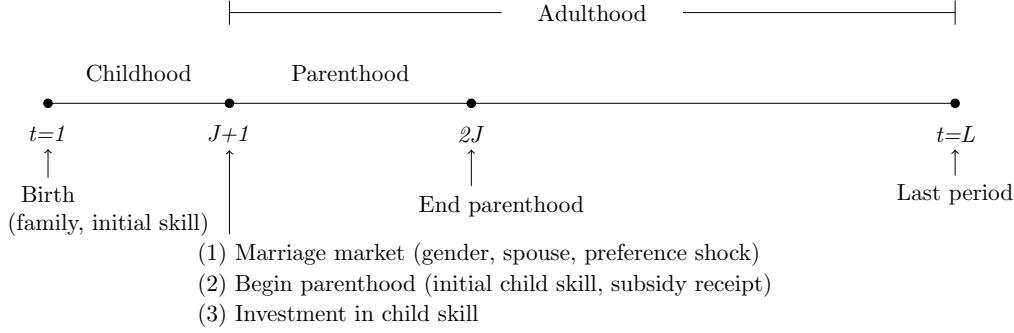 Adulthood
Childhood
Parenthood
t=1
J+1
2J
t=L
Birth
(family, initial skill)
End parenthood
Last period
(1) Marriage market (gender, spouse, preference shock)
(2) Begin parenthood (initial child skill, subsidy receipt)
(3) Investment in child skill